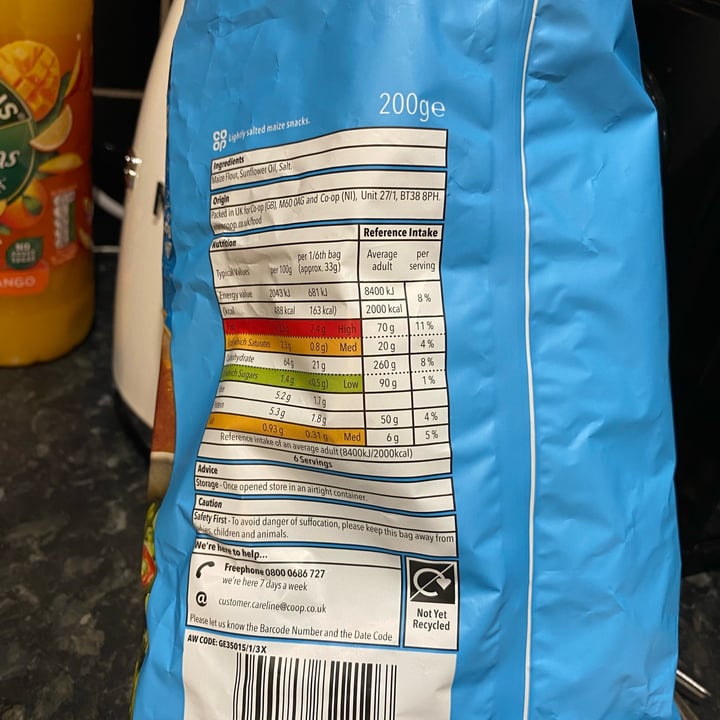 200ge
CO OP Lightly salted maize snacks.
Ingredients
Maize Flour, Sunflower Oil, Salt.
Origin
Packed in UK for Co-op (GB), M60 0AG and Co-op (NI), Unit 27/1, BT38 8PH.
www.coop.co.uk/food
Nutrition Reference Intake
Typical Values per 100g per 1/6th bag (approx. 33g) Average adult per serving
Energy value 2043 kJ 681 kJ 8400 kJ 8%
(kcal 488 kcal 163 kcal) 2000 kcal
7.4g High 70 g 11%
(of which Saturates 0.8g) Med 20 g 4%
Carbohydrate 64g 21g 260 g 8%
which Sugars 1.4g <0.5g) Low 90 g 1%
5.2g 1.7g
5.3g 1.8g 50 g 4%
0.93g 0.31g Med 6 g 5%
Reference intake of an average adult (8400kJ/2000kcal)
6 Servings
Advice
Storage - Once opened store in an airtight container.
Caution
Safety First - To avoid danger of suffocation, please keep this bag away from
babies, children and animals.
We're here to help...
Freephone 0800 0686 727
we're here 7 days a week
@ customer.careline@coop.co.uk
Please let us know the Barcode Number and the Date Code
Not Yet
Recycled
AW CODE: GE35015/1/3X
NO
ANGO